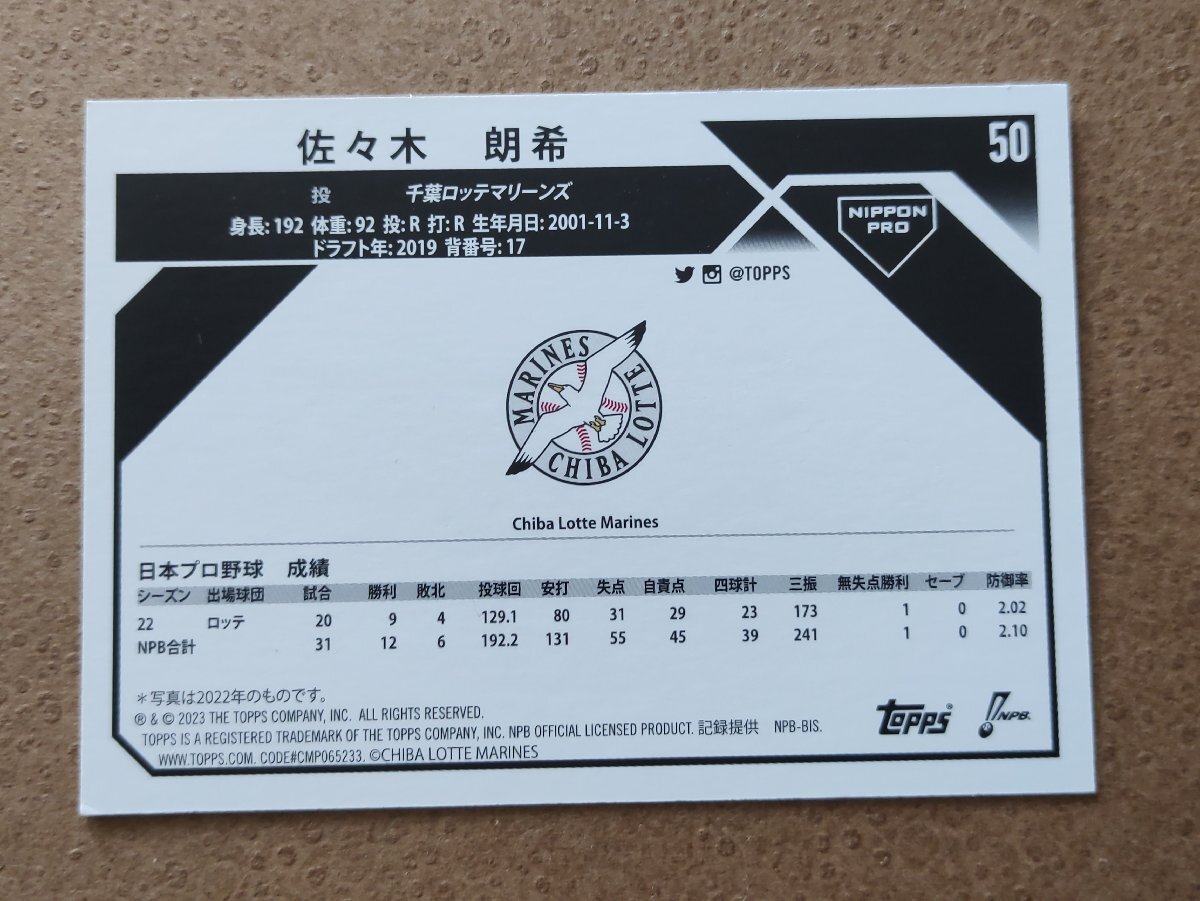 佐々木 朗希
50
投 千葉ロッテマリーンズ
身長: 192 体重: 92 投: R 打: R 生年月日: 2001-11-3
ドラフト年: 2019 背番号: 17
NIPPON
PRO
@TOPPS
MARINES
CHIBA LOTTE
Chiba Lotte Marines
日本プロ野球 成績
シーズン 出場球団 試合 勝利 敗北 投球回 安打 失点 自責点 四球計 三振 無失点勝利 セーブ 防御率
22 ロッテ 20 9 4 129.1 80 31 29 23 173 1 0 2.02
NPB合計 31 12 6 192.2 131 55 45 39 241 1 0 2.10
＊写真は2022年のものです。
® & © 2023 THE TOPPS COMPANY, INC. ALL RIGHTS RESERVED.
TOPPS IS A REGISTERED TRADEMARK OF THE TOPPS COMPANY, INC. NPB OFFICIAL LICENSED PRODUCT. 記録提供 NPB-BIS.
WWW.TOPPS.COM. CODE#CMP065233. ©CHIBA LOTTE MARINES
Topps®
NPB